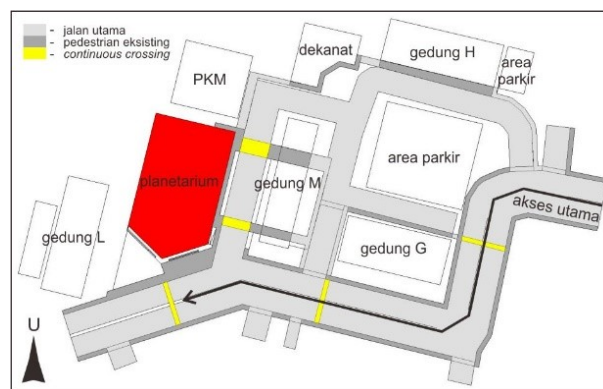 - jalan utama
- pedestrian eksisting
- continuous crossing
dekanat
gedung H
area
parkir
PKM
area parkir
planetarium
gedung M
akses utama
gedung L
gedung G
U